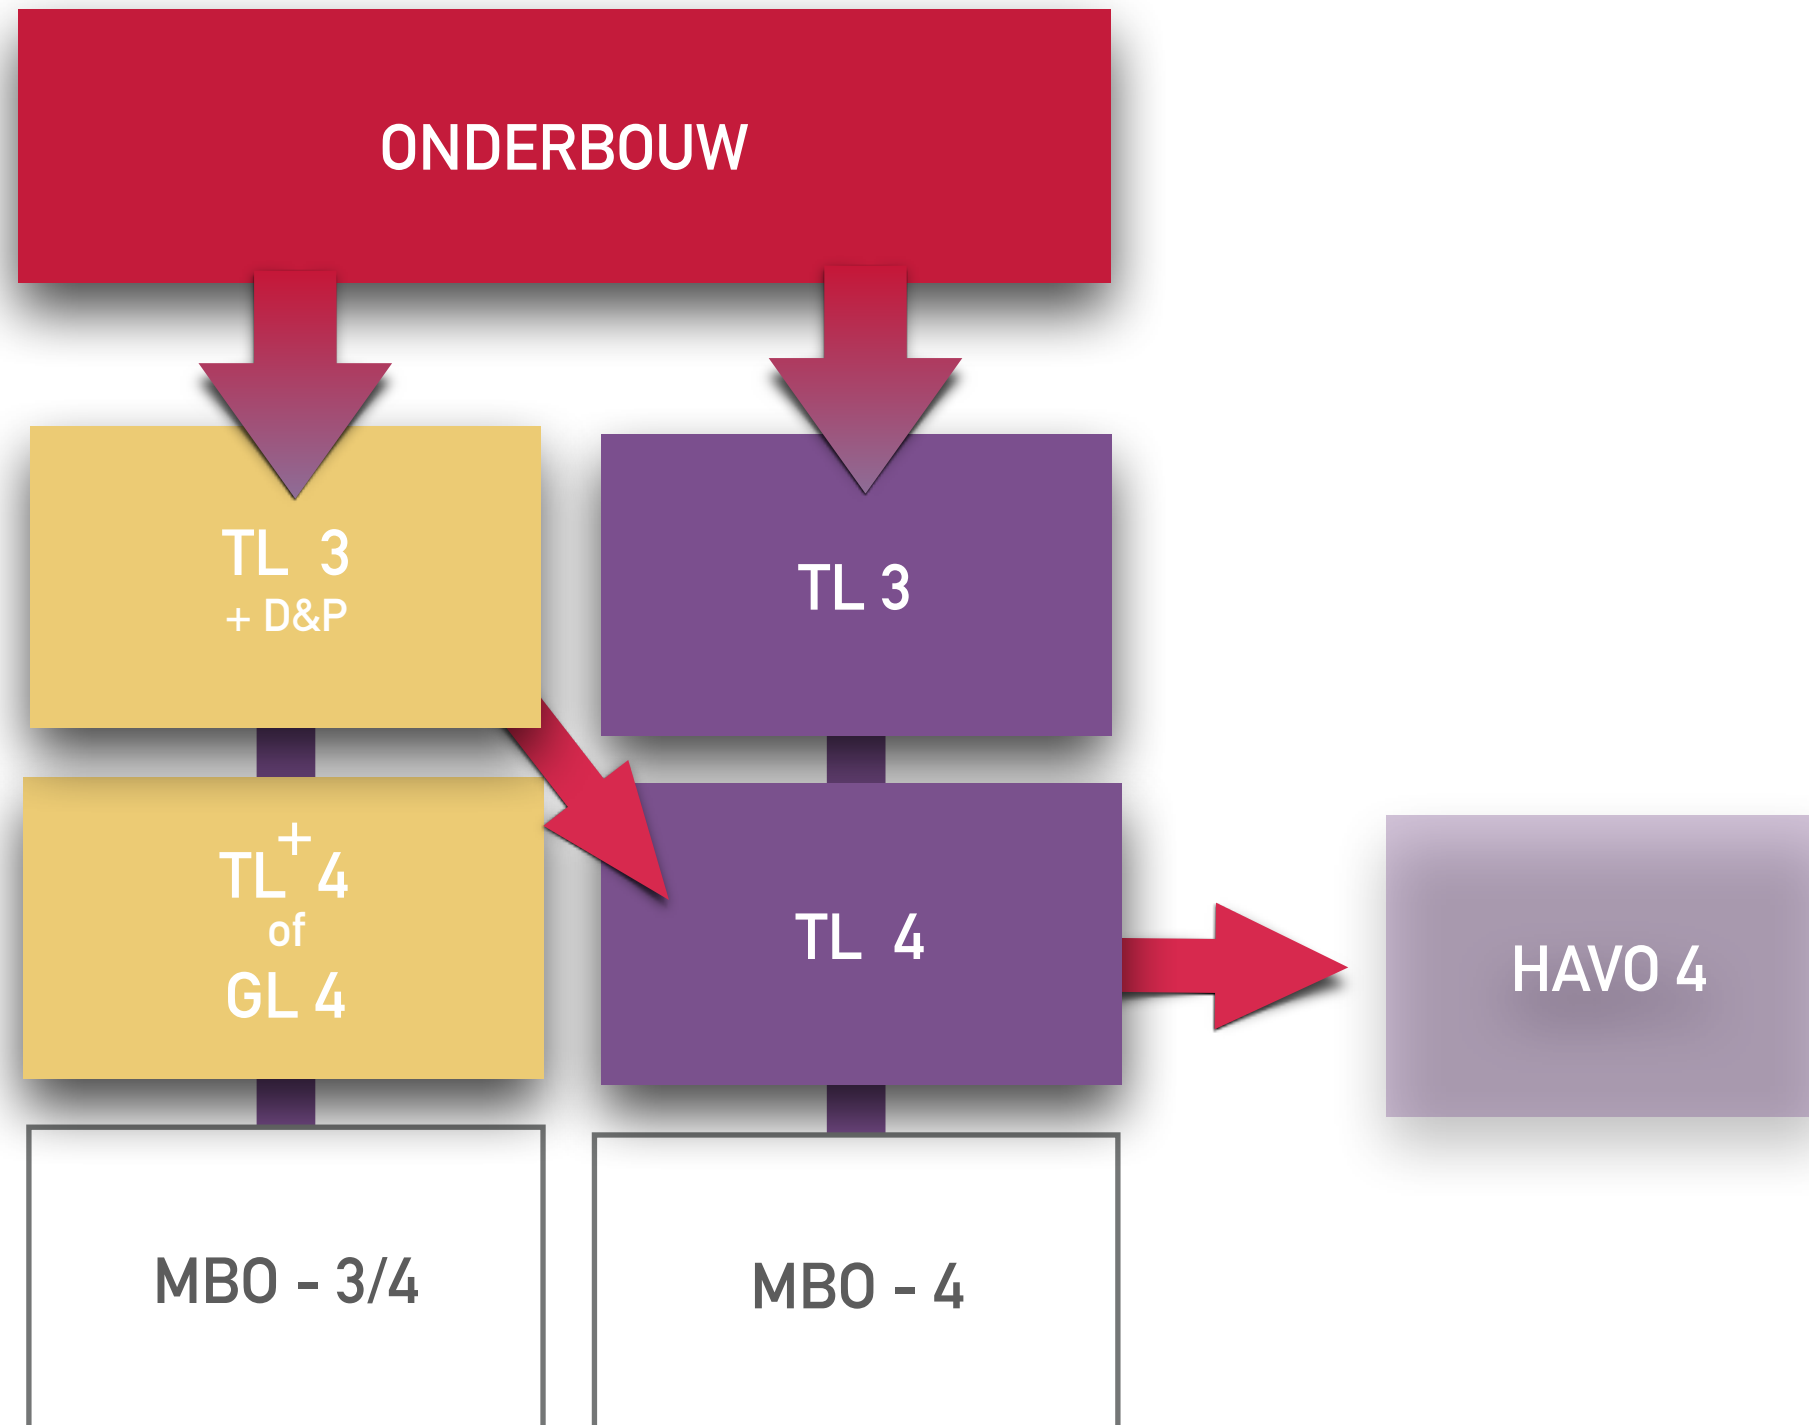 ONDERBOUW
TL 3
+ D&P
TL 3
TL+ 4
of
GL 4
TL 4
HAVO 4
MBO - 3/4
MBO - 4